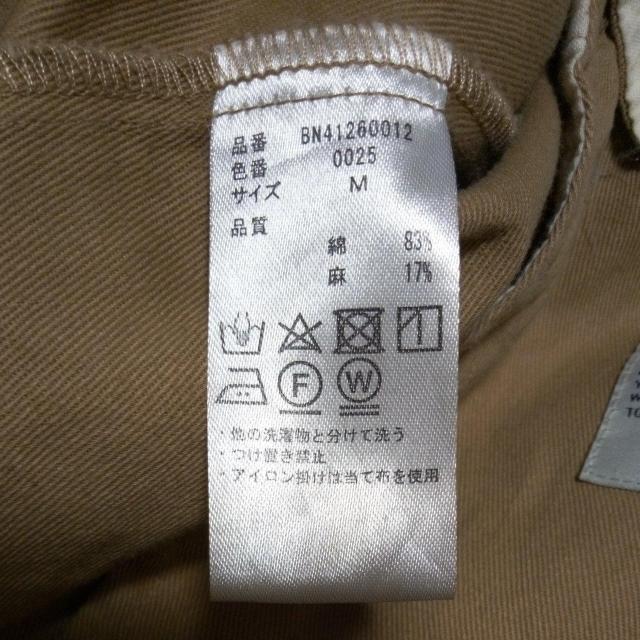 品番 BN41260012
色番 0025
サイズ M
品質
綿 83%
麻 17%
F W
・他の洗濯物と分けて洗う
・つけ置き禁止
・アイロン掛けは当て布を使用
TO